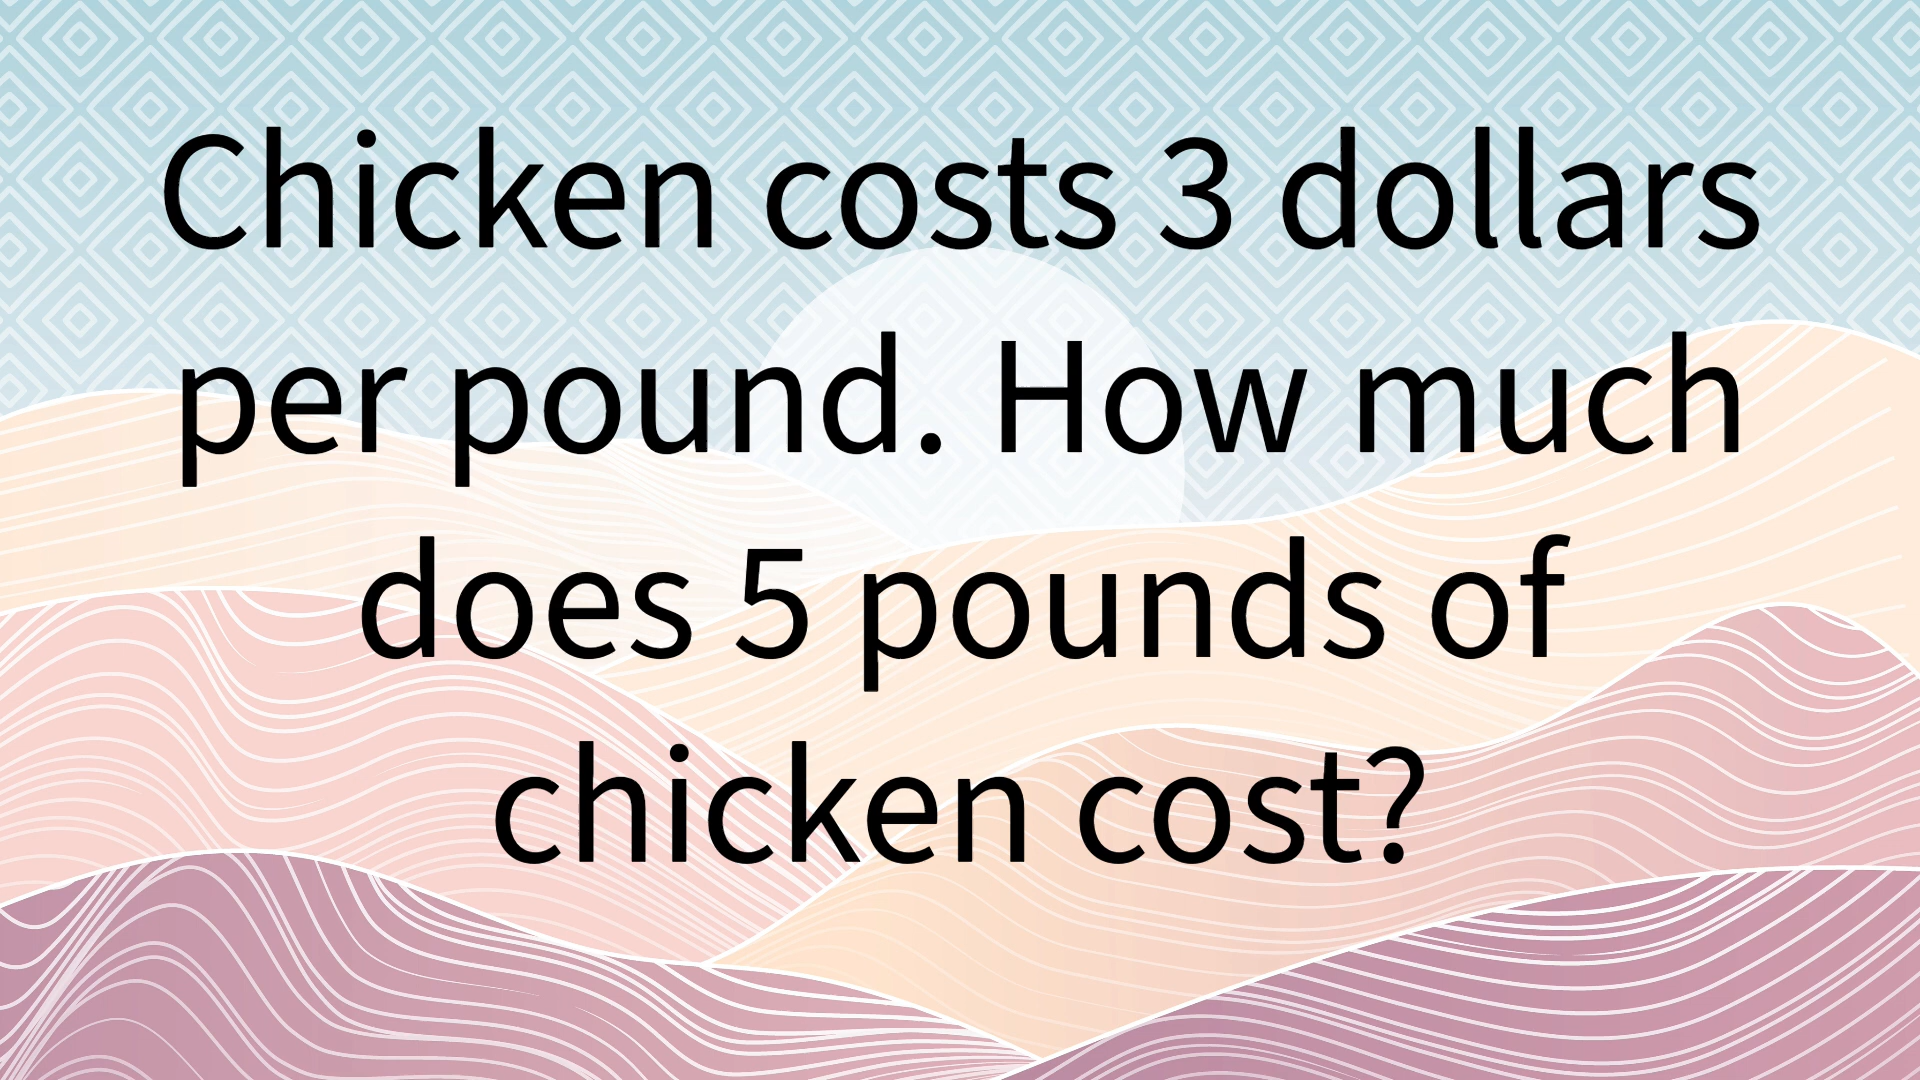 Chicken costs 3 dollars
per pound. How much
does 5 pounds of
chicken cost?